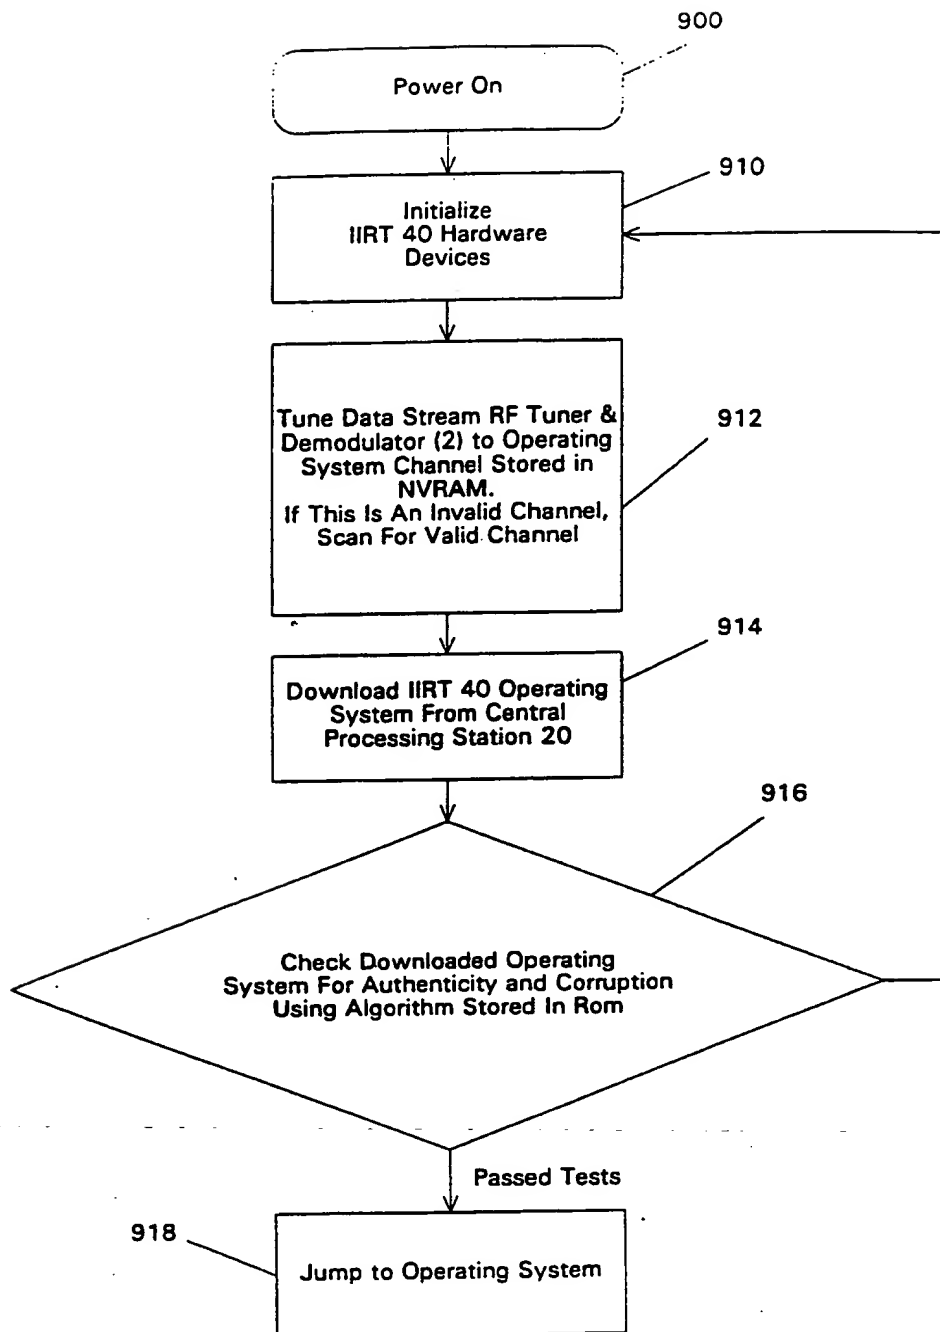 900
Power On
910
Initialize
IIRT 40 Hardware
Devices
Tune Data Stream RF Tuner &
Demodulator (2) to Operating
System Channel Stored in
NVRAM.
If This Is An Invalid Channel,
Scan For Valid Channel
912
914
Download IIRT 40 Operating
System From Central
Processing Station 20
916
Check Downloaded Operating
System For Authenticity and Corruption
Using Algorithm Stored In Rom
Passed Tests
918
Jump to Operating System